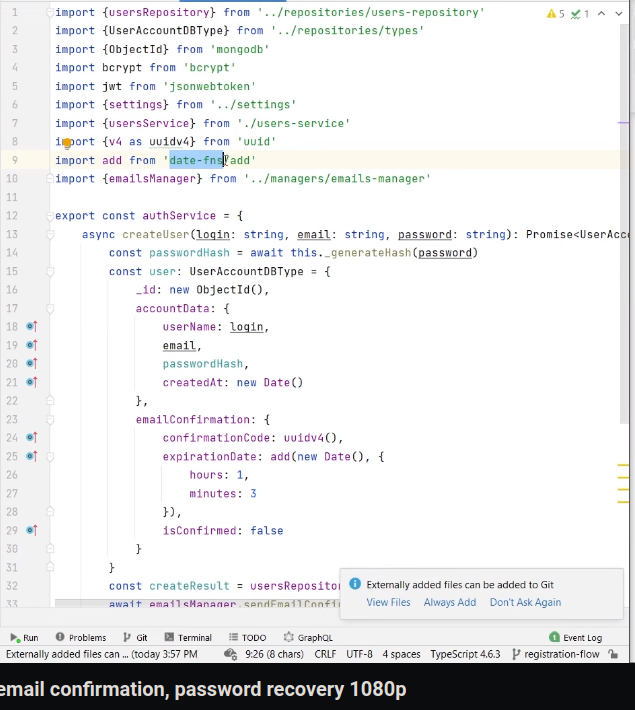 1 import {usersRepository} from '../repositories/users-repository'
5 1
2 import {UserAccountDBType} from '../repositories/types'
3 import {ObjectId} from 'mongodb'
4 import bcrypt from 'bcrypt'
5 import jwt from 'jsonwebtoken'
6 import {settings} from '../settings'
7 import {usersService} from './users-service'
8 import {v4 as uuidv4} from 'uuid'
9 import add from 'date-fns/add'
10 import {emailsManager} from '../managers/emails-manager'
11
12 export const authService = {
13 async createUser(login: string, email: string, password: string): Promise<UserAcco
14 const passwordHash = await this._generateHash(password)
15 const user: UserAccountDBType = {
16 _id: new ObjectId(),
17 accountData: {
18 userName: login,
19 email,
20 passwordHash,
21 createdAt: new Date()
22 },
23 emailConfirmation: {
24 confirmationCode: uuidv4(),
25 expirationDate: add(new Date(), {
26 hours: 1,
27 minutes: 3
28 }),
29 isConfirmed: false
30 }
31 }
32 const createResult = usersReposito
33 await emailsManager.sendEmailConfi
Externally added files can be added to Git
View Files Always Add Don't Ask Again
Run Problems Git Terminal TODO GraphQL 1 Event Log
Externally added files can ... (today 3:57 PM 9:26 (8 chars) CRLF UTF-8 4 spaces TypeScript 4.6.3 registration-flow
email confirmation, password recovery 1080p